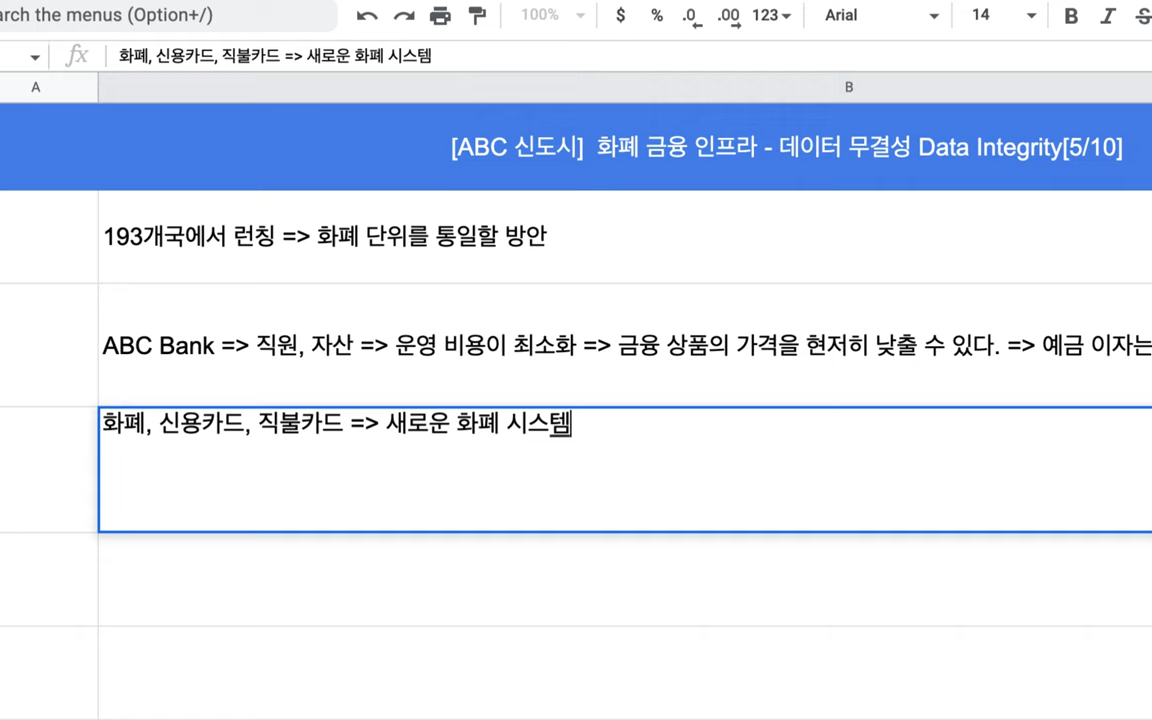 arch the menus (Option+/)
100%
$ % .0 .00 123
Arial
14
B I S
fx 화폐, 신용카드, 직불카드 => 새로운 화폐 시스템
A B
[ABC 신도시] 화폐 금융 인프라 - 데이터 무결성 Data Integrity[5/10]
193개국에서 런칭 => 화폐 단위를 통일할 방안
ABC Bank => 직원, 자산 => 운영 비용이 최소화 => 금융 상품의 가격을 현저히 낮출 수 있다. => 예금 이자는
화폐, 신용카드, 직불카드 => 새로운 화폐 시스템